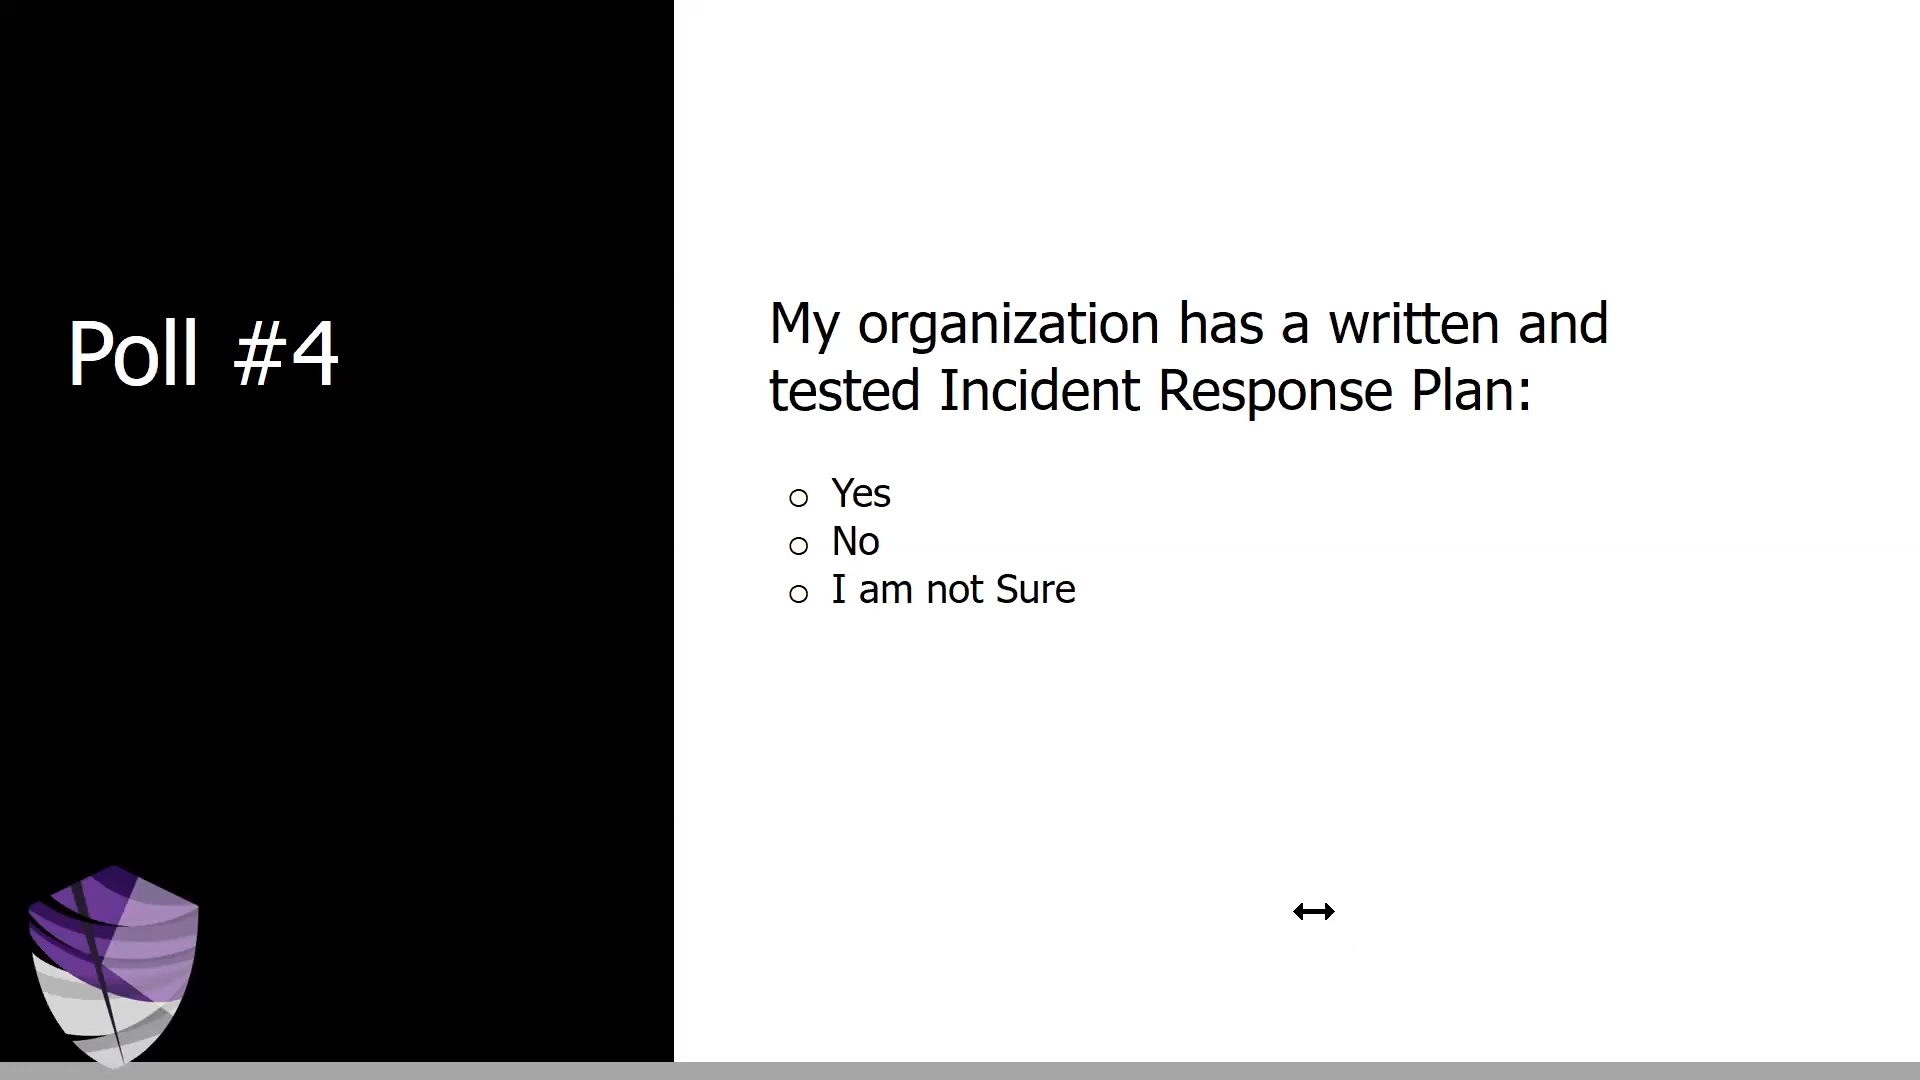 Poll #4
My organization has a written and
tested Incident Response Plan:
Yes
No
I am not Sure